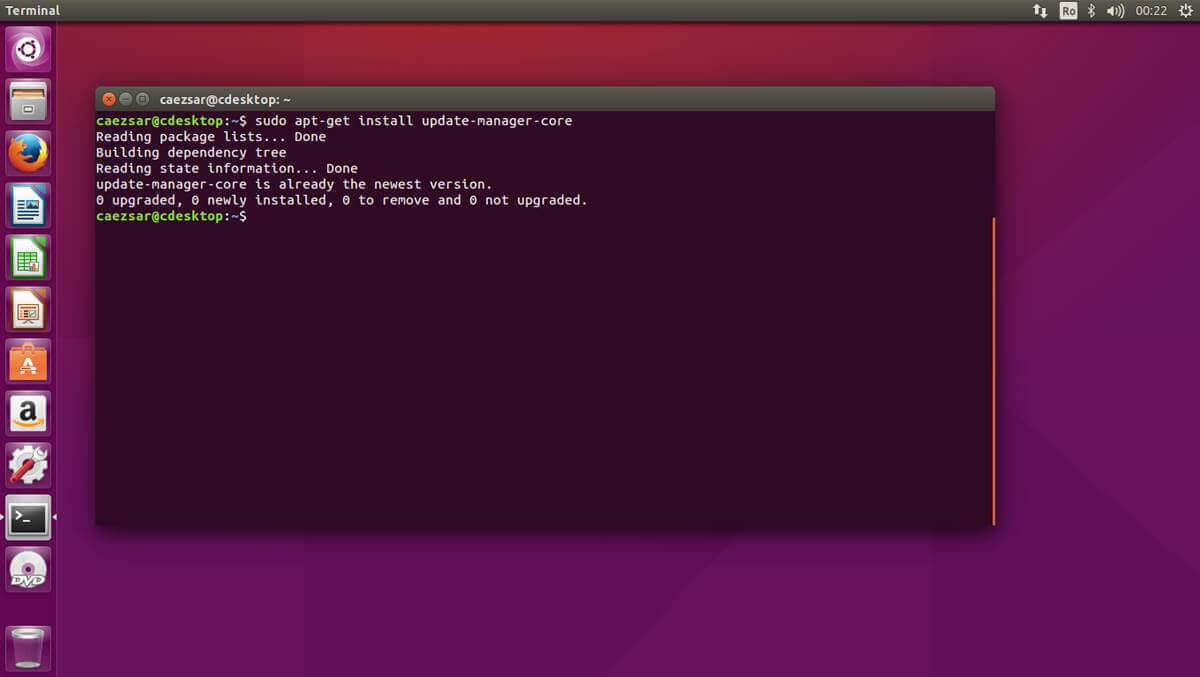 Terminal
Ro
00:22
caezsar@cdesktop: ~
caezsar@cdesktop:~$ sudo apt-get install update-manager-core
Reading package lists... Done
Building dependency tree
Reading state information... Done
update-manager-core is already the newest version.
0 upgraded, 0 newly installed, 0 to remove and 0 not upgraded.
caezsar@cdesktop:~$
A
a
>_
DVD